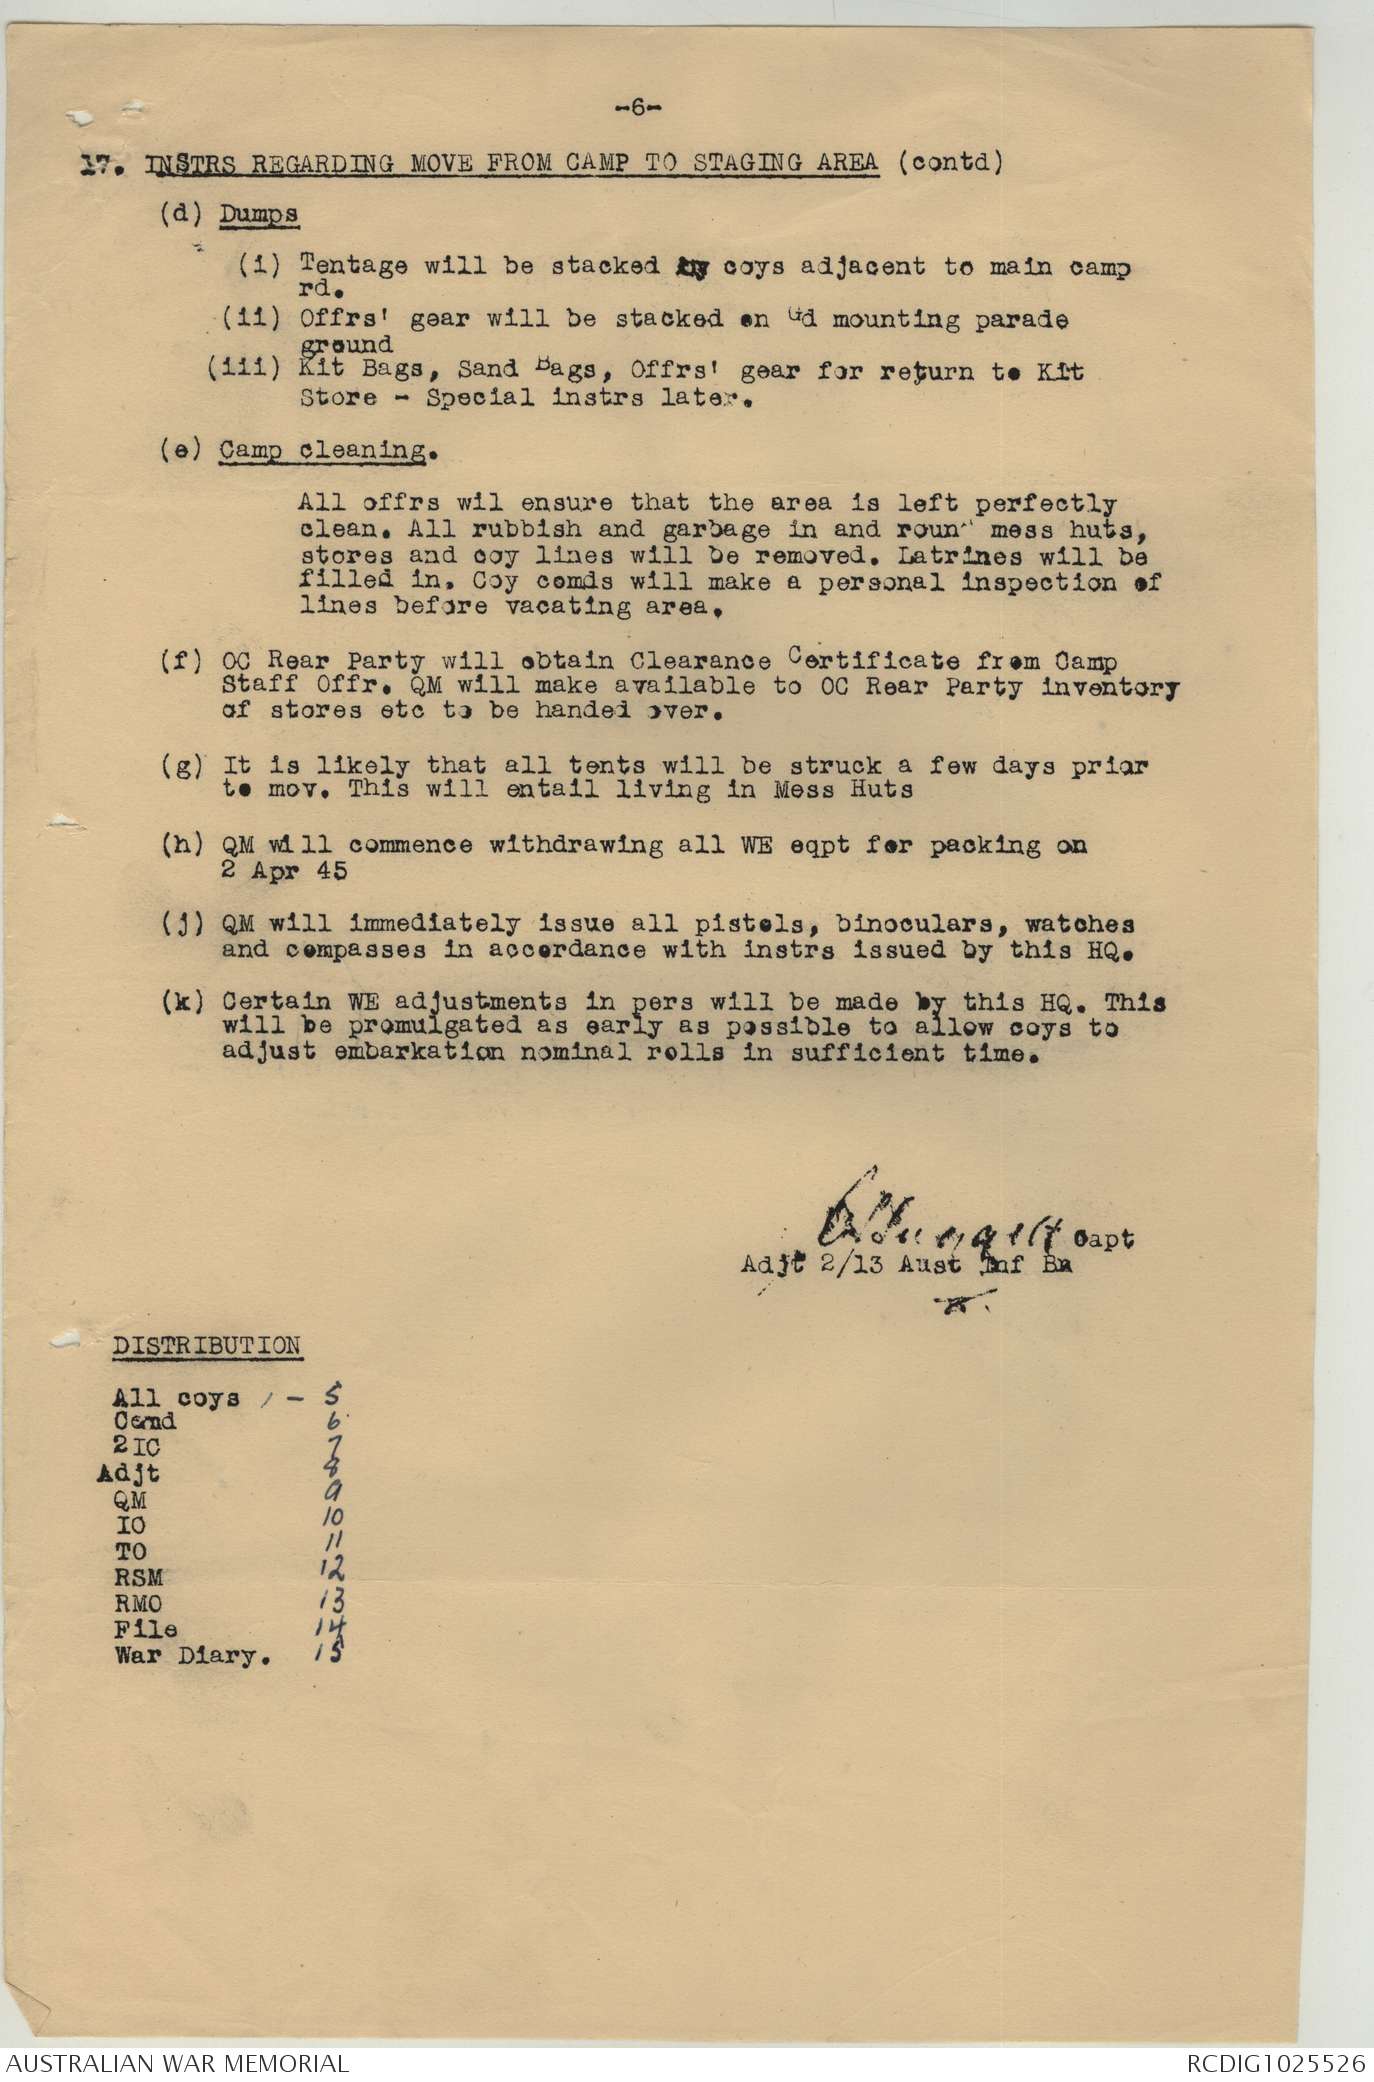 -6-
17. INSTRS REGARDING MOVE FROM CAMP TO STAGING AREA (contd)
(d) Dumps
(i) Tentage will be stacked by coys adjacent to main camp
rd.
(ii) Offrs' gear will be stacked on Gd mounting parade
ground
(iii) Kit Bags, Sand Bags, Offrs' gear for return to Kit
Store - Special instrs later.
(e) Camp cleaning.
All offrs wil ensure that the area is left perfectly
clean. All rubbish and garbage in and round mess huts,
stores and coy lines will be removed. Latrines will be
filled in. Coy comds will make a personal inspection of
lines before vacating area.
(f) OC Rear Party will obtain Clearance Certificate from Camp
Staff Offr. QM will make available to OC Rear Party inventory
of stores etc to be handed over.
(g) It is likely that all tents will be struck a few days prior
to mov. This will entail living in Mess Huts
(h) QM will commence withdrawing all WE eqpt for packing on
2 Apr 45
(j) QM will immediately issue all pistols, binoculars, watches
and compasses in accordance with instrs issued by this HQ.
(k) Certain WE adjustments in pers will be made by this HQ. This
will be promulgated as early as possible to allow coys to
adjust embarkation nominal rolls in sufficient time.
Capt
Adjt 2/13 Aust Inf Bn
DISTRIBUTION
All coys - 5
Comd 6
2IC 7
Adjt 8
QM 9
IO 10
TO 11
RSM 12
RMO 13
File 14
War Diary. 15
AUSTRALIAN WAR MEMORIAL RCDIG1025526